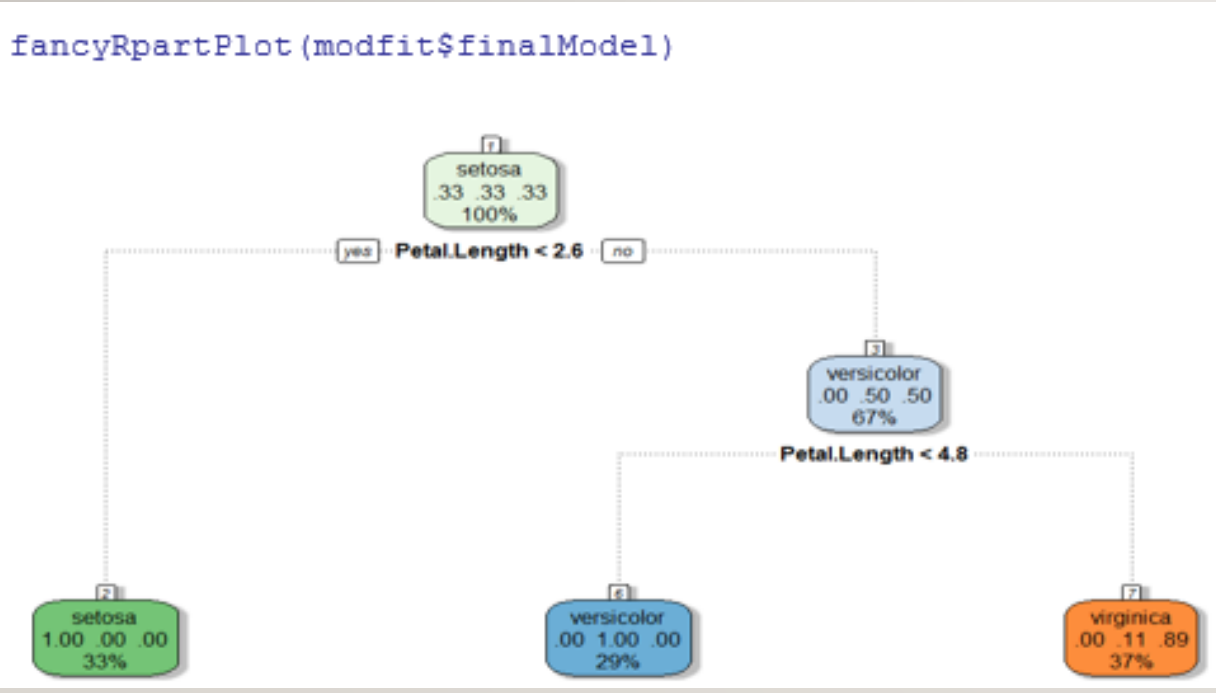 fancyRpartPlot(modfit$finalModel)
1
setosa
.33 .33 .33
100%
yes Petal.Length < 2.6 no
3
versicolor
.00 .50 .50
67%
Petal.Length < 4.8
2
setosa
1.00 .00 .00
33%
6
versicolor
.00 1.00 .00
29%
7
virginica
.00 .11 .89
37%